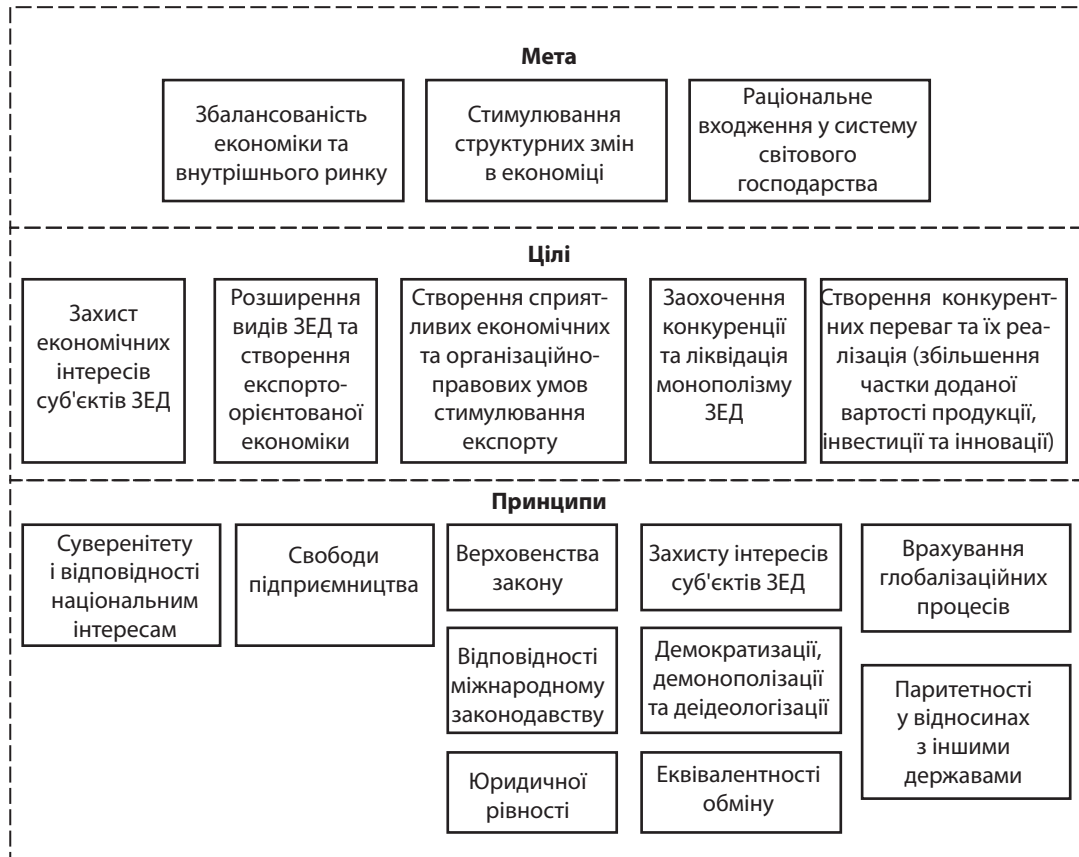 Мета
Збалансованість
економіки та
внутрішнього ринку
Стимулювання
структурних змін
в економіці
Раціональне
входження у систему
світового
господарства
Цілі
Захист
економічних
інтересів
суб'єктів ЗЕД
Розширення
видів ЗЕД та
створення
експорто-
орієнтованої
економіки
Створення сприят-
ливих економічних
та організаційно-
правових умов
стимулювання
експорту
Заохочення
конкуренції
та ліквідація
монополізму
ЗЕД
Створення конкурент-
них переваг та їх реа-
лізація (збільшення
частки доданої
вартості продукції,
інвестиції та інновації)
Принципи
Суверенітету
і відповідності
національним
інтересам
Свободи
підприємництва
Верховенства
закону
Захисту інтересів
суб'єктів ЗЕД
Врахування
глобалізаційних
процесів
Відповідності
міжнародному
законодавству
Демократизації,
демонополізації
та деідеологізації
Паритетності
у відносинах
з іншими
державами
Юридичної
рівності
Еквівалентності
обміну